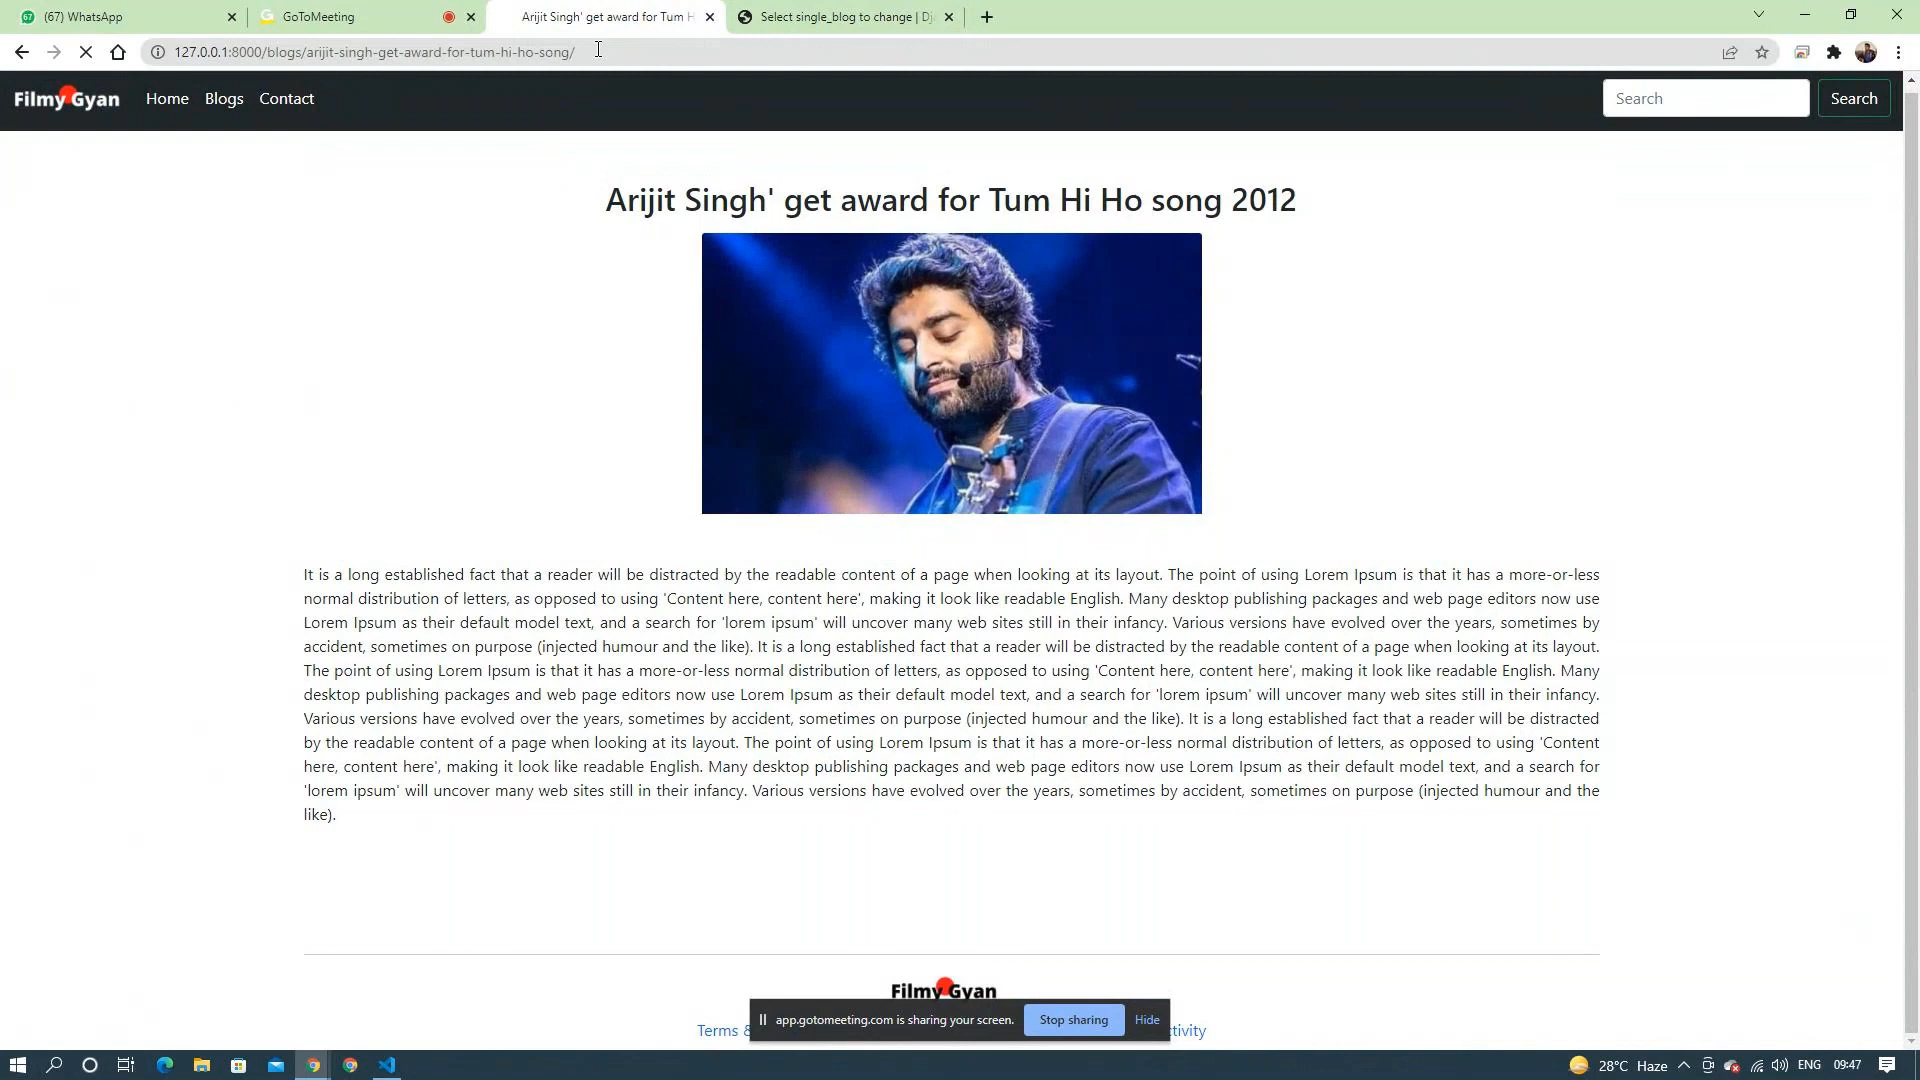 (67) WhatsApp
GoToMeeting
Arijit Singh' get award for Tum H
Select single_blog to change | Dj
127.0.0.1:8000/blogs/arijit-singh-get-award-for-tum-hi-ho-song/
Filmy Gyan
Home
Blogs
Contact
Search
Search
Arijit Singh' get award for Tum Hi Ho song 2012
It is a long established fact that a reader will be distracted by the readable content of a page when looking at its layout. The point of using Lorem Ipsum is that it has a more-or-less
normal distribution of letters, as opposed to using 'Content here, content here', making it look like readable English. Many desktop publishing packages and web page editors now use
Lorem Ipsum as their default model text, and a search for 'lorem ipsum' will uncover many web sites still in their infancy. Various versions have evolved over the years, sometimes by
accident, sometimes on purpose (injected humour and the like). It is a long established fact that a reader will be distracted by the readable content of a page when looking at its layout.
The point of using Lorem Ipsum is that it has a more-or-less normal distribution of letters, as opposed to using 'Content here, content here', making it look like readable English. Many
desktop publishing packages and web page editors now use Lorem Ipsum as their default model text, and a search for 'lorem ipsum' will uncover many web sites still in their infancy.
Various versions have evolved over the years, sometimes by accident, sometimes on purpose (injected humour and the like). It is a long established fact that a reader will be distracted
by the readable content of a page when looking at its layout. The point of using Lorem Ipsum is that it has a more-or-less normal distribution of letters, as opposed to using 'Content
here, content here', making it look like readable English. Many desktop publishing packages and web page editors now use Lorem Ipsum as their default model text, and a search for
'lorem ipsum' will uncover many web sites still in their infancy. Various versions have evolved over the years, sometimes by accident, sometimes on purpose (injected humour and the
like).
Filmy Gyan
app.gotomeeting.com is sharing your screen.
Stop sharing
Hide
Terms &
tivity
28°C Haze
ENG
09:47